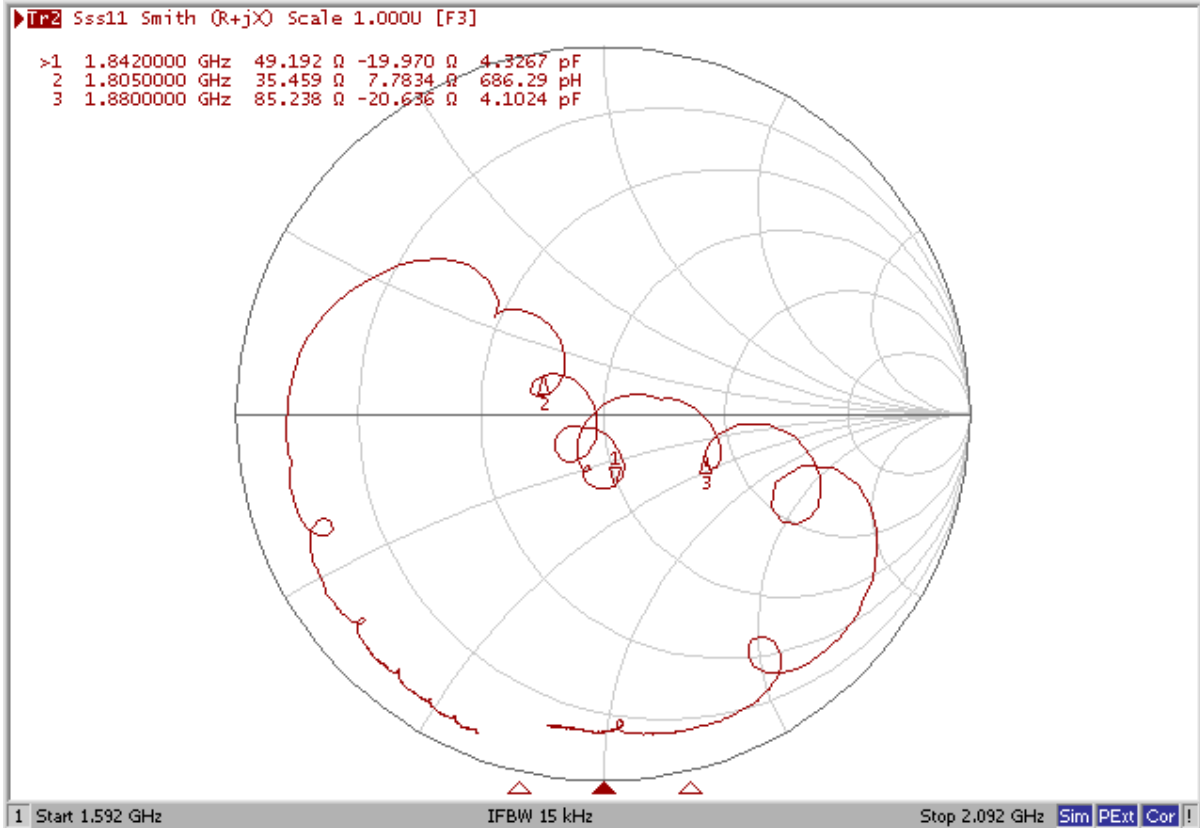 Tr2 Sss11 Smith (R+jX) Scale 1.000U [F3]
>1 1.8420000 GHz 49.192 Ω -19.970 Ω 4.3267 pF
2 1.8050000 GHz 35.459 Ω 7.7834 Ω 686.29 pH
3 1.8800000 GHz 85.238 Ω -20.636 Ω 4.1024 pF
2
1
3
1 Start 1.592 GHz IFBW 15 kHz Stop 2.092 GHz Sim PExt Cor !